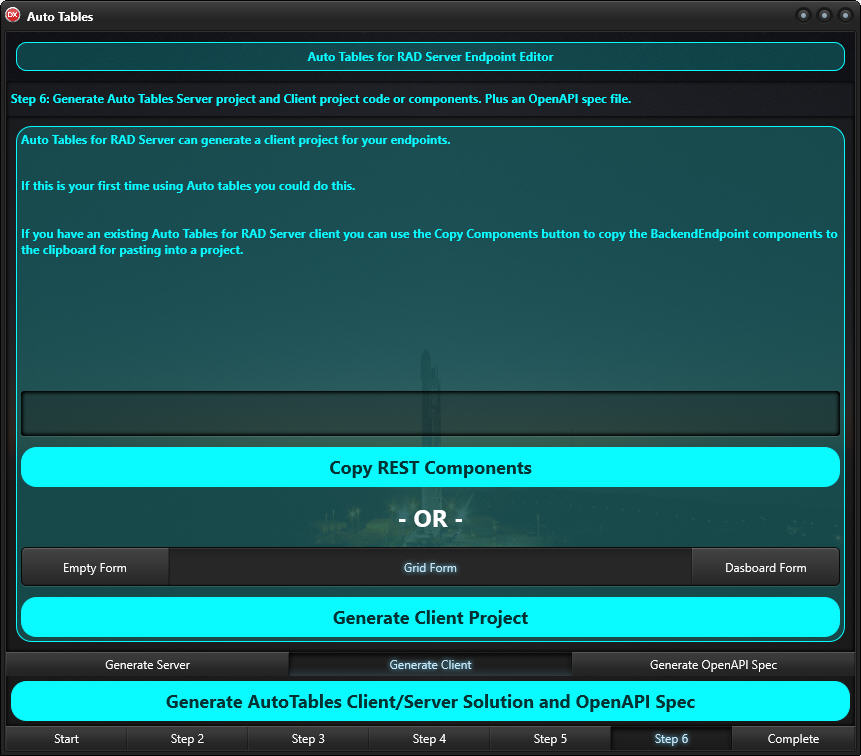 DX Auto Tables
Auto Tables for RAD Server Endpoint Editor
Step 6: Generate Auto Tables Server project and Client project code or components. Plus an OpenAPI spec file.
Auto Tables for RAD Server can generate a client project for your endpoints.
If this is your first time using Auto tables you could do this.
If you have an existing Auto Tables for RAD Server client you can use the Copy Components button to copy the BackendEndpoint components to
the clipboard for pasting into a project.
Copy REST Components
- OR -
Empty Form Grid Form Dasboard Form
Generate Client Project
Generate Server Generate Client Generate OpenAPI Spec
Generate AutoTables Client/Server Solution and OpenAPI Spec
Start Step 2 Step 3 Step 4 Step 5 Step 6 Complete